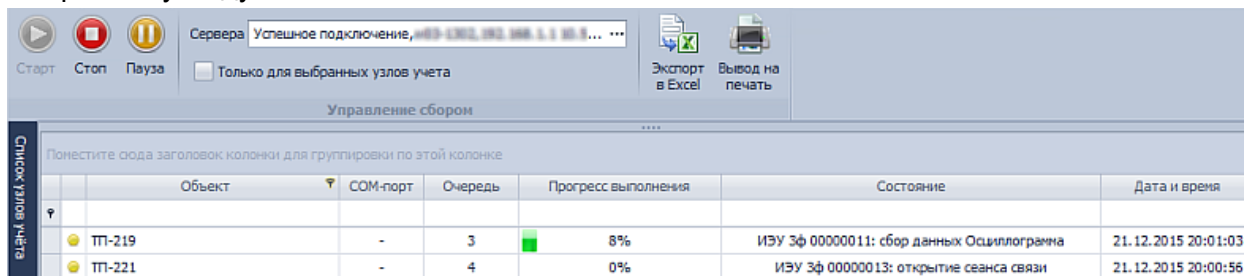 Сервера Успешное подключение, ...
Старт Стоп Пауза Только для выбранных узлов учета Экспорт в Excel Вывод на печать
Управление сбором
Список узлов учёта
Понестите сюда заголовок колонки для группировки по этой колонке
Объект COM-порт Очередь Прогресс выполнения Состояние Дата и время
ТП-219 - 3 8% ИЭУ 3ф 00000011: сбор данных Осциллограмма 21.12.2015 20:01:03
ТП-221 - 4 0% ИЭУ 3ф 00000013: открытие сеанса связи 21.12.2015 20:00:56